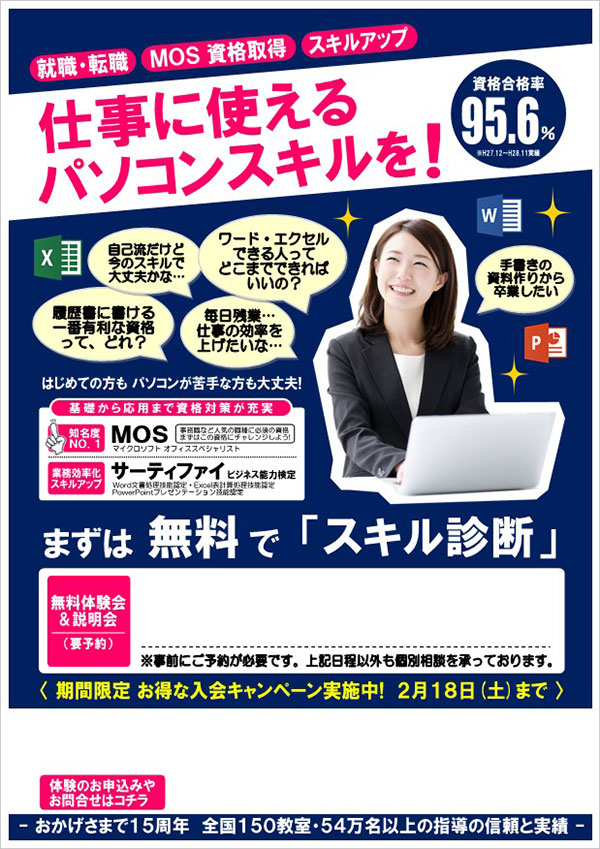 就職・転職
MOS 資格取得
スキルアップ
仕事に使える
パソコンスキルを!
資格合格率
95.6%
※H27.12～H28.11実績
X
W
P
自己流だけど
今のスキルで
大丈夫かな…
ワード・エクセル
できる人って
どこまでできれば
いいの？
手書きの
資料作りから
卒業したい
履歴書に書ける
一番有利な資格
って、どれ？
毎日残業…
仕事の効率を
上げたいな…
はじめての方も パソコンが苦手な方も大丈夫!
基礎から応用まで資格対策が充実
知名度
NO.1
MOS
事務職など人気の職種に必須の資格
まずはこの資格にチャレンジしよう!
マイクロソフト オフィススペシャリスト
業務効率化
スキルアップ
サーティファイ ビジネス能力検定
Word文書処理技能認定・Excel表計算処理技能認定
PowerPointプレゼンテーション技能認定
まずは 無料で「スキル診断」
無料体験会
＆説明会
（要予約）
※事前にご予約が必要です。上記日程以外も個別相談を承っております。
〈 期間限定 お得な入会キャンペーン実施中! 2月18日(土)まで 〉
体験のお申込みや
お問合せはコチラ
- おかげさまで15周年 全国150教室・54万名以上の指導の信頼と実績 -